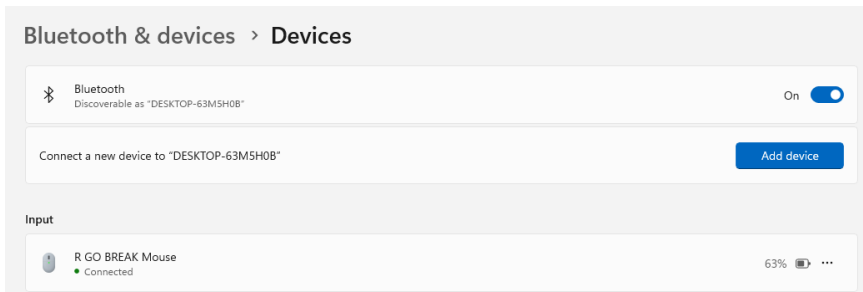 Bluetooth & devices > Devices
Bluetooth
Discoverable as "DESKTOP-63M5H0B"
On
Connect a new device to "DESKTOP-63M5H0B"
Add device
Input
R GO BREAK Mouse
Connected
63%